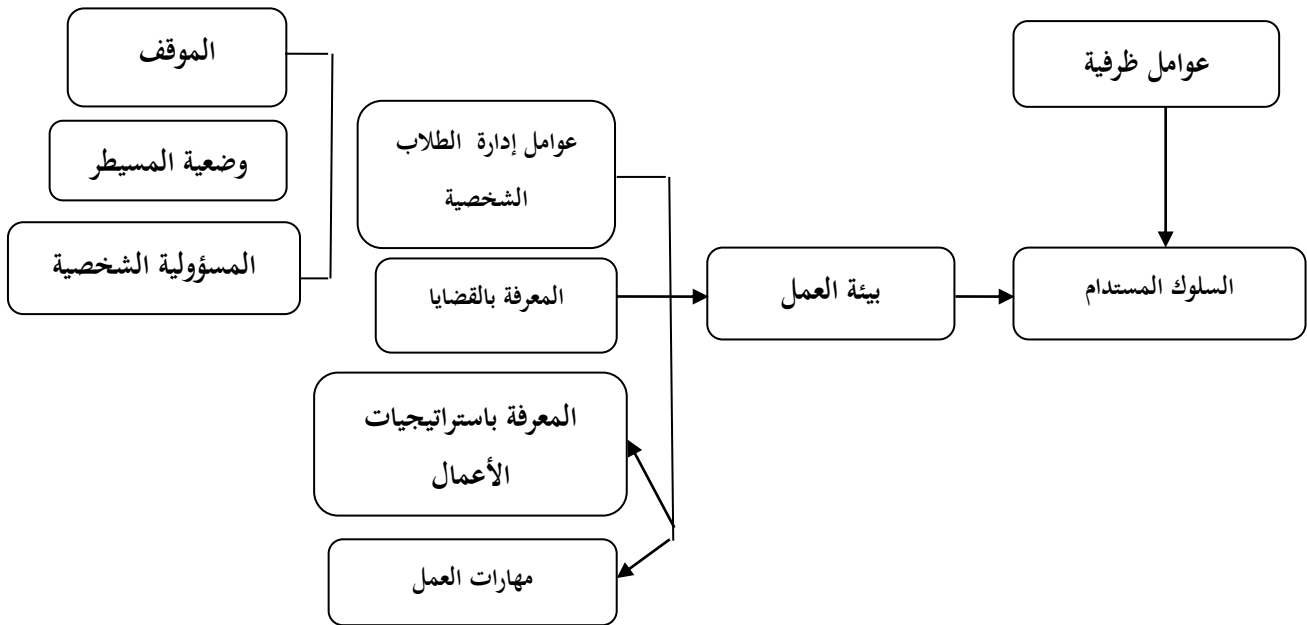 الموقف
وضعية المسيطر
المسؤولية الشخصية
عوامل إدارة الطلاب
الشخصية
المعرفة بالقضايا
المعرفة باستراتيجيات
الأعمال
مهارات العمل
بيئة العمل
عوامل ظرفية
السلوك المستدام